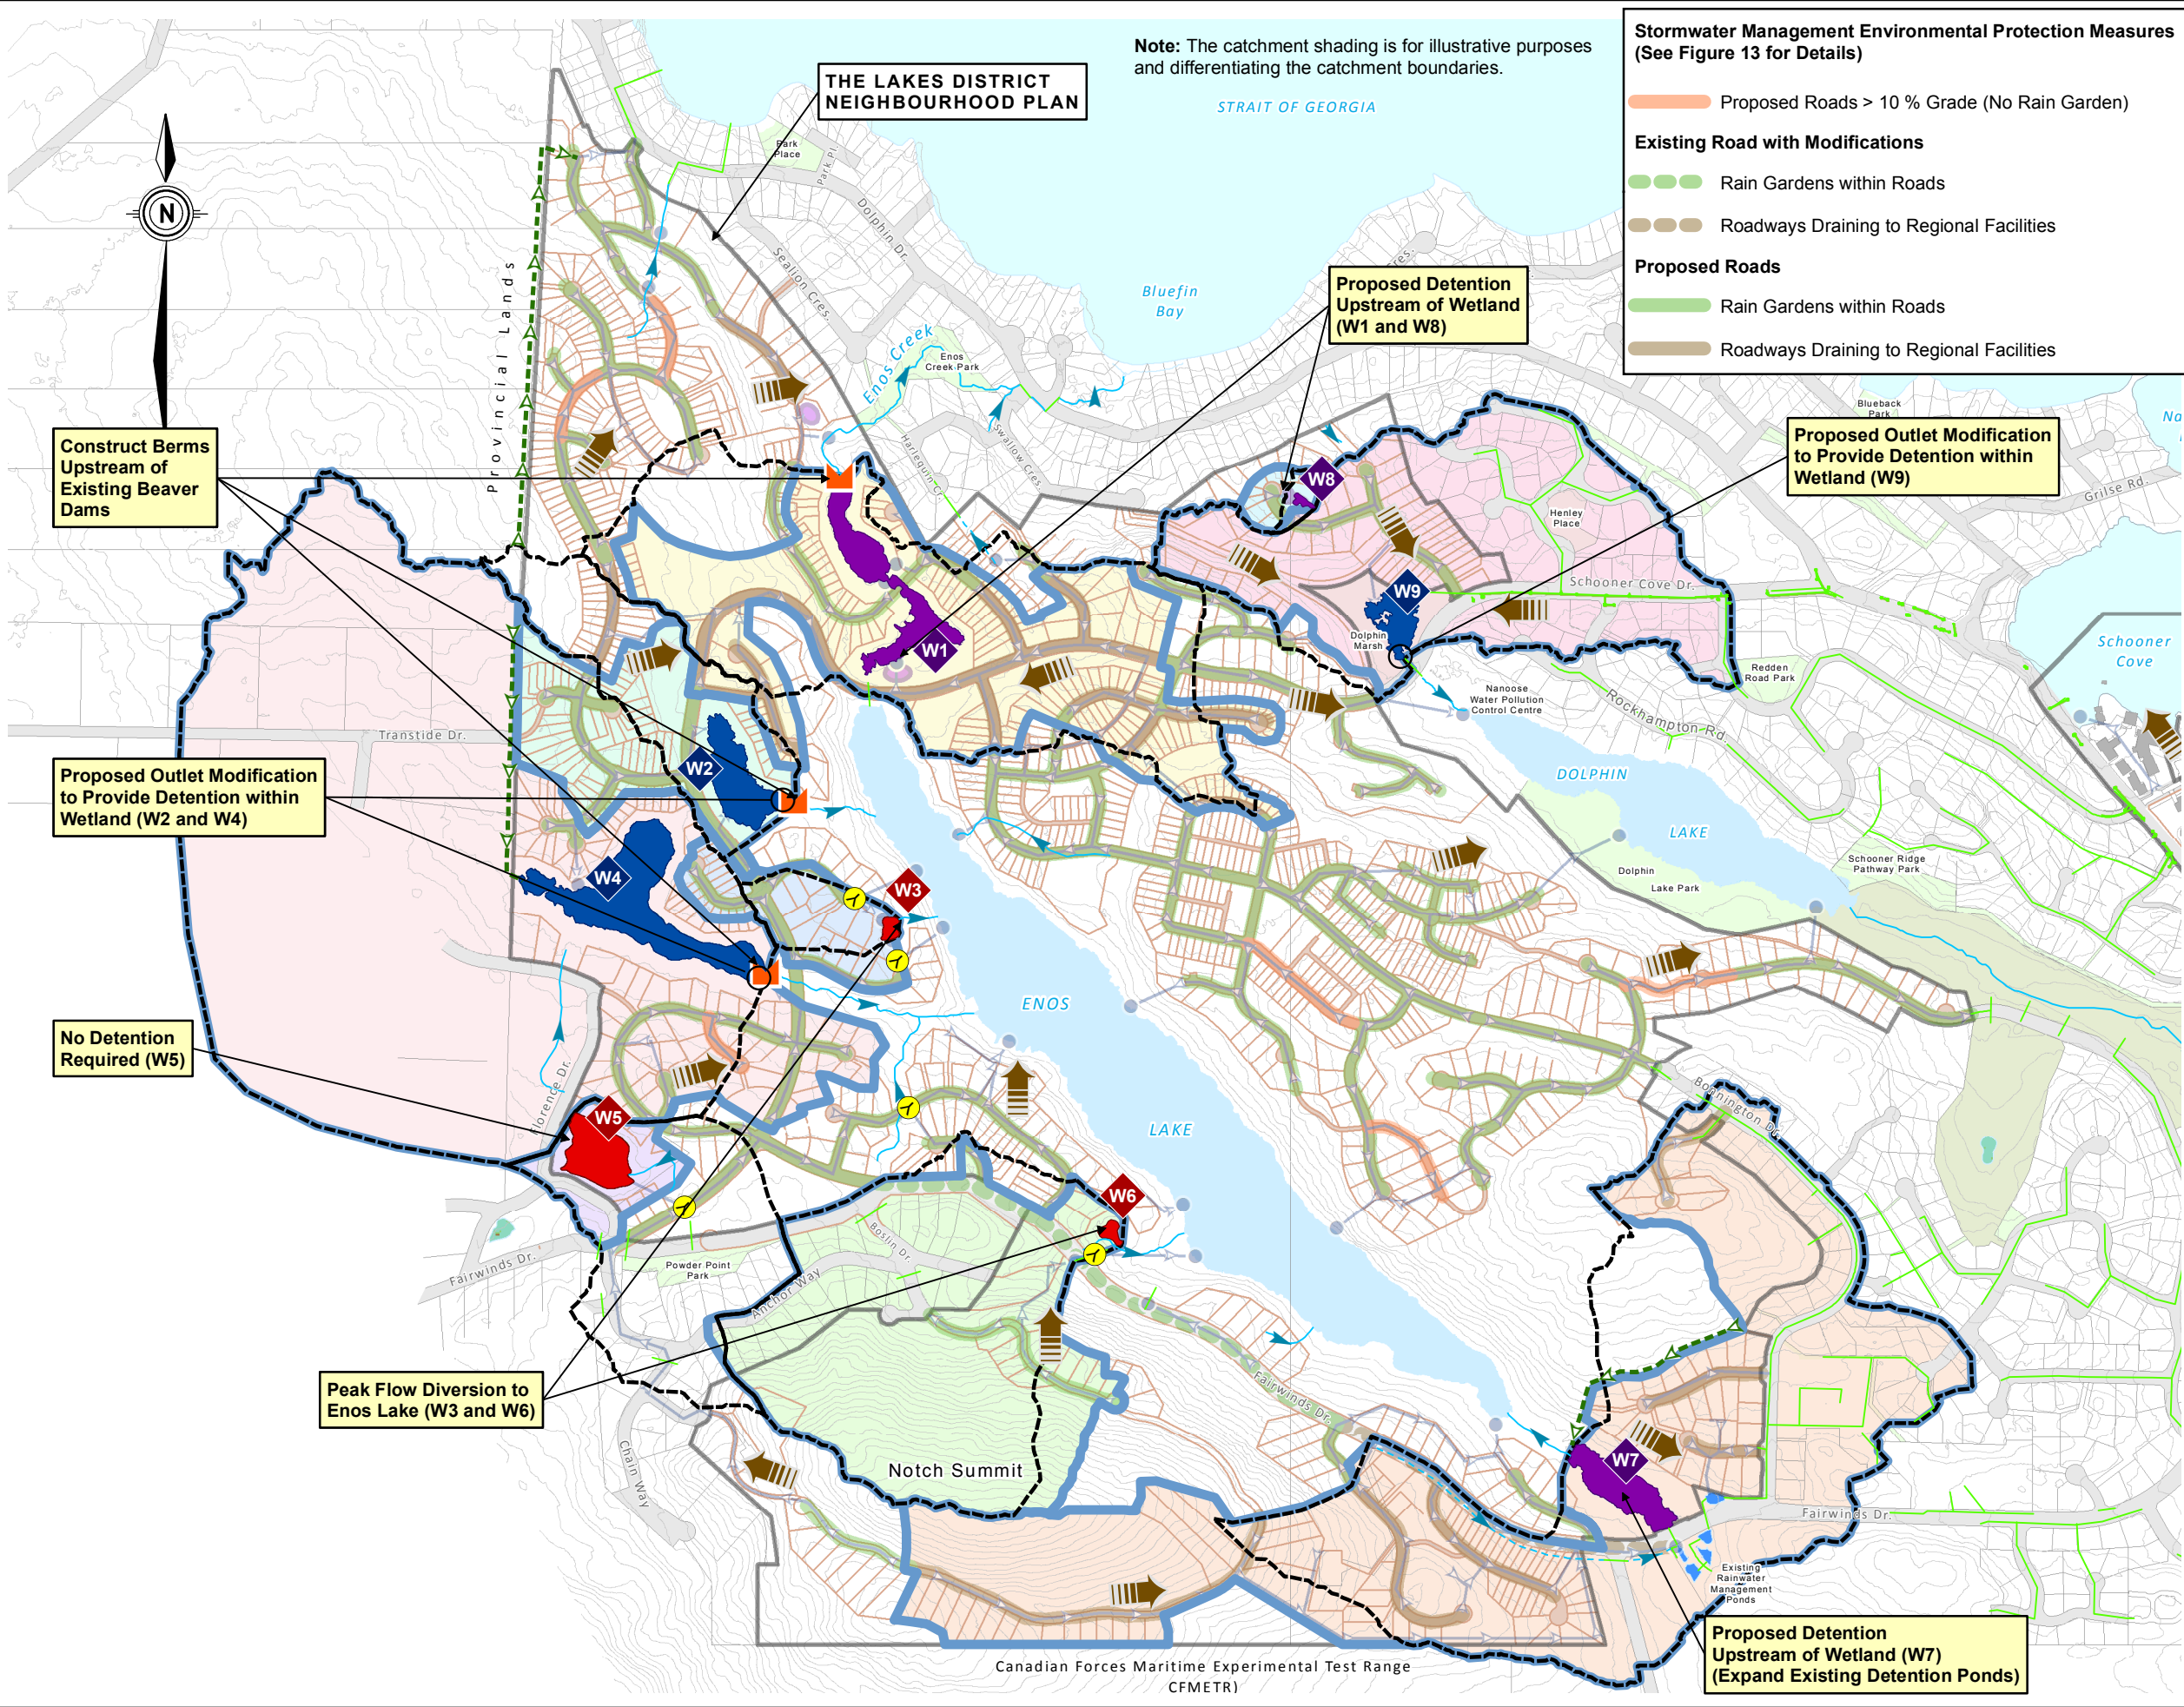 Note: The catchment shading is for illustrative purposes
and differentiating the catchment boundaries.
THE LAKES DISTRICT
NEIGHBOURHOOD PLAN
STRAIT OF GEORGIA
Stormwater Management Environmental Protection Measures
(See Figure 13 for Details)
Proposed Roads > 10 % Grade (No Rain Garden)
Existing Road with Modifications
Rain Gardens within Roads
Roadways Draining to Regional Facilities
Proposed Roads
Rain Gardens within Roads
Roadways Draining to Regional Facilities
N
Park
Place
Park Pl.
Dolphin Dr.
Sealion Cres.
Provincial Lands
Bluefin
Bay
Enos Creek
Enos
Creek Park
Harlequin Cr.
Swallow Cres.
Proposed Detention
Upstream of Wetland
(W1 and W8)
Blueback
Park
Proposed Outlet Modification
to Provide Detention within
Wetland (W9)
Grilse Rd.
Construct Berms
Upstream of
Existing Beaver
Dams
W8
Henley
Place
Schooner Cove Dr.
W9
Dolphin
Marsh
W1
Schooner
Cove
Redden
Road Park
Nanoose
Water Pollution
Control Centre
Rockhampton Rd.
Transtide Dr.
W2
Proposed Outlet Modification
to Provide Detention within
Wetland (W2 and W4)
DOLPHIN
LAKE
Schooner Ridge
Pathway Park
Dolphin
Lake Park
W4
W3
ENOS
LAKE
No Detention
Required (W5)
Florence Dr.
W5
Bonnington Dr.
W6
Boslin Dr.
Powder Point
Park
Fairwinds Dr.
Anchor Way
Peak Flow Diversion to
Enos Lake (W3 and W6)
Fairwinds Dr.
Chain Way
Notch Summit
W7
Fairwinds Dr.
Existing
Rainwater
Management
Ponds
Proposed Detention
Upstream of Wetland (W7)
(Expand Existing Detention Ponds)
Canadian Forces Maritime Experimental Test Range
CFMETR)